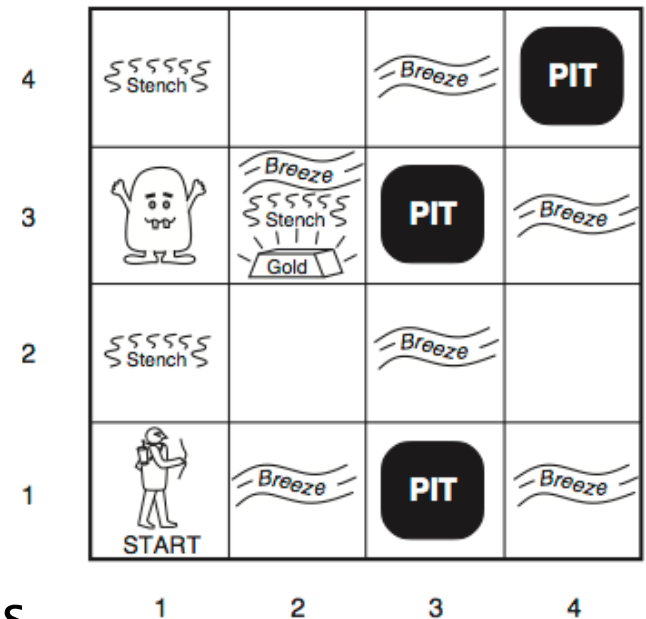 4
Stench
Breeze
PIT
3
Breeze
Stench
Gold
PIT
Breeze
2
Stench
Breeze
1
START
Breeze
PIT
Breeze
1 2 3 4